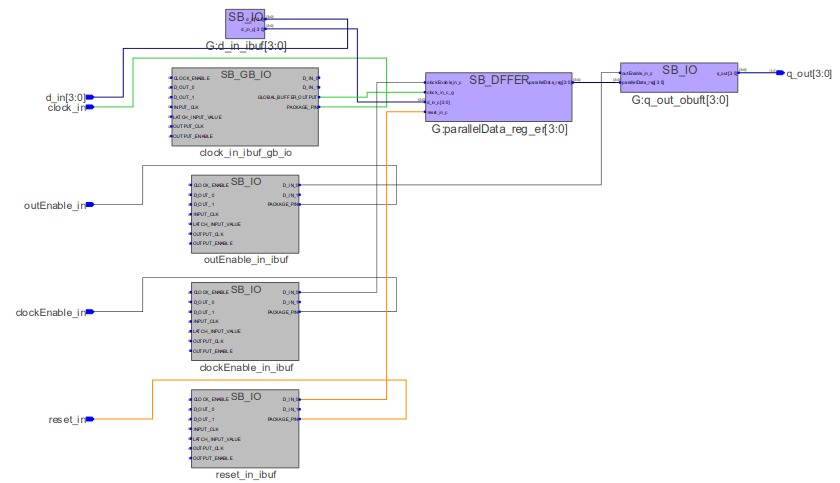 SB_IO
G:d_in_ibuf[3:0]
d_in[3:0]
clock_in
SB_GB_IO
CLOCK_ENABLE
D_OUT_0
D_OUT_1
INPUT_CLK
LATCH_INPUT_VALUE
OUTPUT_CLK
OUTPUT_ENABLE
D_IN_0
D_IN_1
GLOBAL_BUFFER_OUTPUT
PACKAGE_PIN
clock_in_ibuf_gb_io
SB_DFFER
clockEnable_in_c
clock_in_c_g
d_in_c[3:0]
reset_in_c
parallelData_reg[3:0]
G:parallelData_reg_er[3:0]
SB_IO
outEnable_in_c
parallelData_reg[3:0]
q_out[3:0]
G:q_out_obuft[3:0]
q_out[3:0]
outEnable_in
SB_IO
CLOCK_ENABLE
D_OUT_0
D_OUT_1
INPUT_CLK
LATCH_INPUT_VALUE
OUTPUT_CLK
OUTPUT_ENABLE
D_IN_0
D_IN_1
PACKAGE_PIN
outEnable_in_ibuf
clockEnable_in
SB_IO
CLOCK_ENABLE
D_OUT_0
D_OUT_1
INPUT_CLK
LATCH_INPUT_VALUE
OUTPUT_CLK
OUTPUT_ENABLE
D_IN_0
D_IN_1
PACKAGE_PIN
clockEnable_in_ibuf
reset_in
SB_IO
CLOCK_ENABLE
D_OUT_0
D_OUT_1
INPUT_CLK
LATCH_INPUT_VALUE
OUTPUT_CLK
OUTPUT_ENABLE
D_IN_0
D_IN_1
PACKAGE_PIN
reset_in_ibuf